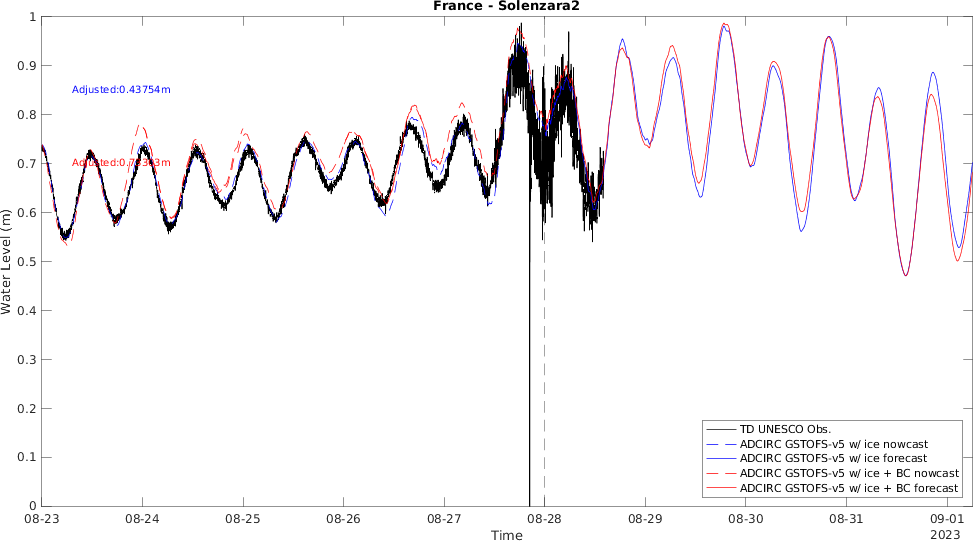 France - Solenzara2
1
0.9
0.8
0.7
0.6
0.5
0.4
0.3
0.2
0.1
0
Water Level (m)
Adjusted:0.43754m
08-23
08-24
08-25
08-26
08-27
08-28
08-29
08-30
08-31
09-01
2023
Time
TD UNESCO Obs.
ADCIRC GSTOFS-v5 w/ ice nowcast
ADCIRC GSTOFS-v5 w/ ice forecast
ADCIRC GSTOFS-v5 w/ ice + BC nowcast
ADCIRC GSTOFS-v5 w/ ice + BC forecast